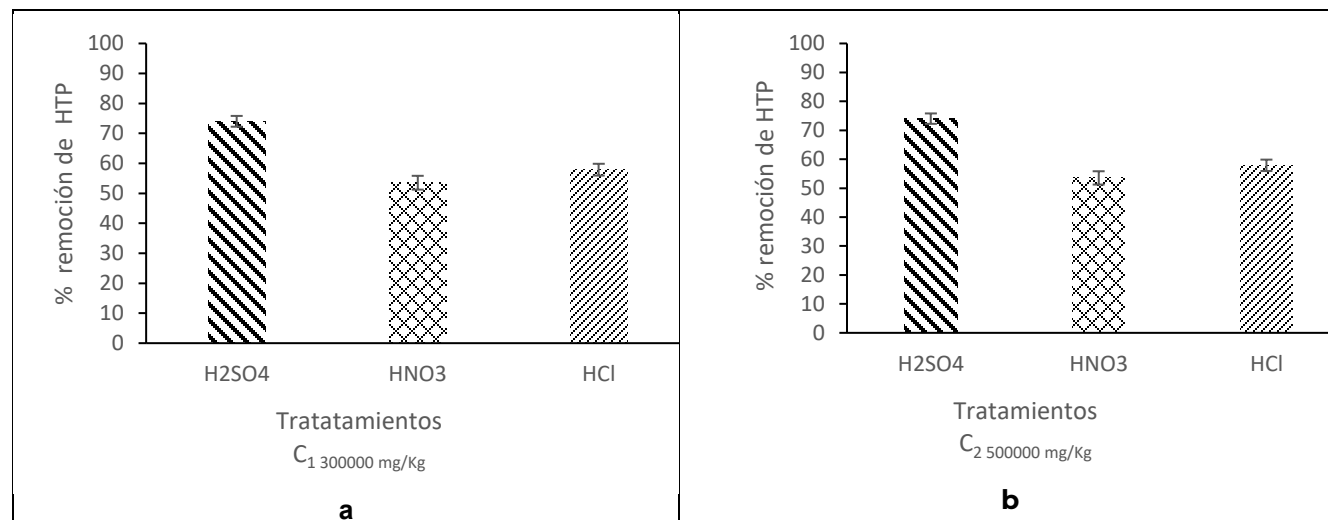 % remoción de HTP
100
90
80
70
60
50
40
30
20
10
0
H2SO4 HNO3 HCl
Tratatamientos
C1 300000 mg/Kg
a
% remoción de HTP
100
90
80
70
60
50
40
30
20
10
0
H2SO4 HNO3 HCl
Tratamientos
C2 500000 mg/Kg
b